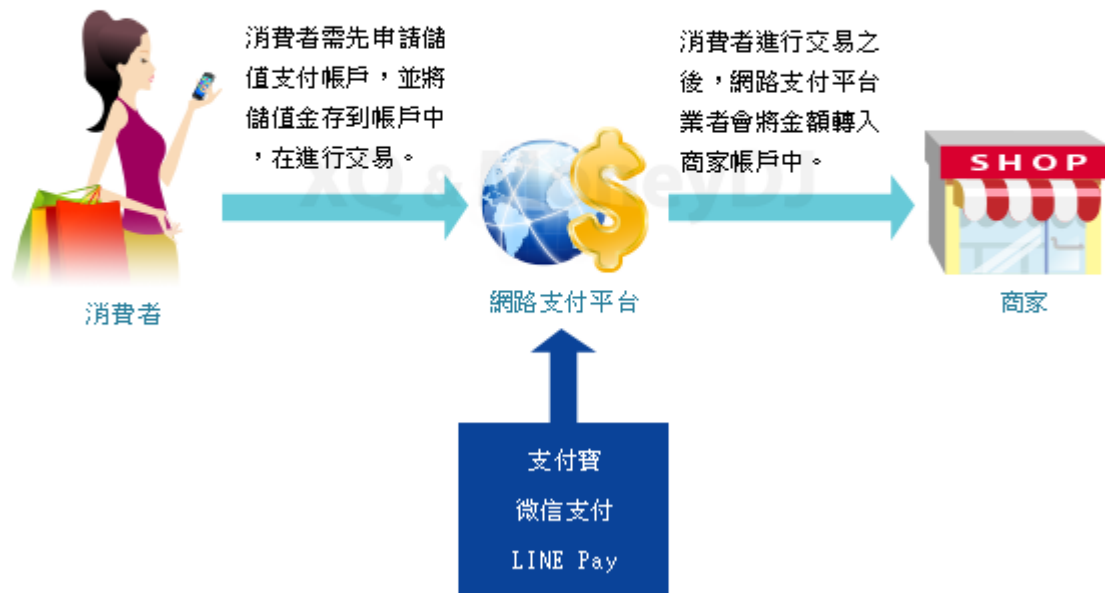 消費者需先申請儲
值支付帳戶，並將
儲值金存到帳戶中
，在進行交易。
消費者進行交易之
後，網路支付平台
業者會將金額轉入
商家帳戶中。
XQ & MoneyDJ
SHOP
消費者
網路支付平台
商家
支付寶
微信支付
LINE Pay